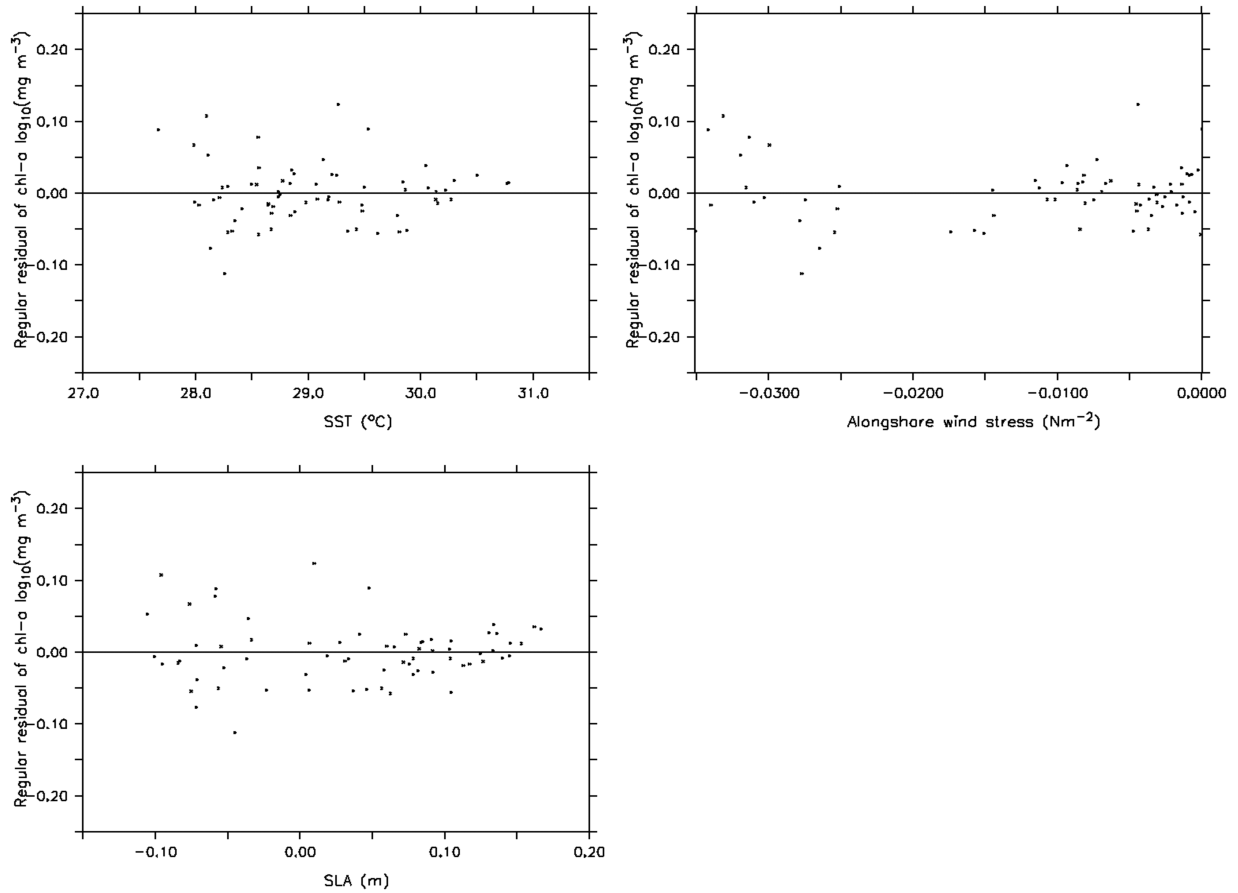 Regular residual of chl-a log10(mg m-3)
0.20
0.10
0.00
-0.10
-0.20
27.0 28.0 29.0 30.0 31.0
SST (°C)
Regular residual of chl-a log10(mg m-3)
0.20
0.10
0.00
-0.10
-0.20
-0.0300 -0.0200 -0.0100 0.0000
Alongshare wind stress (Nm-2)
Regular residual of chl-a log10(mg m-3)
0.20
0.10
0.00
-0.10
-0.20
-0.10 0.00 0.10 0.20
SLA (m)